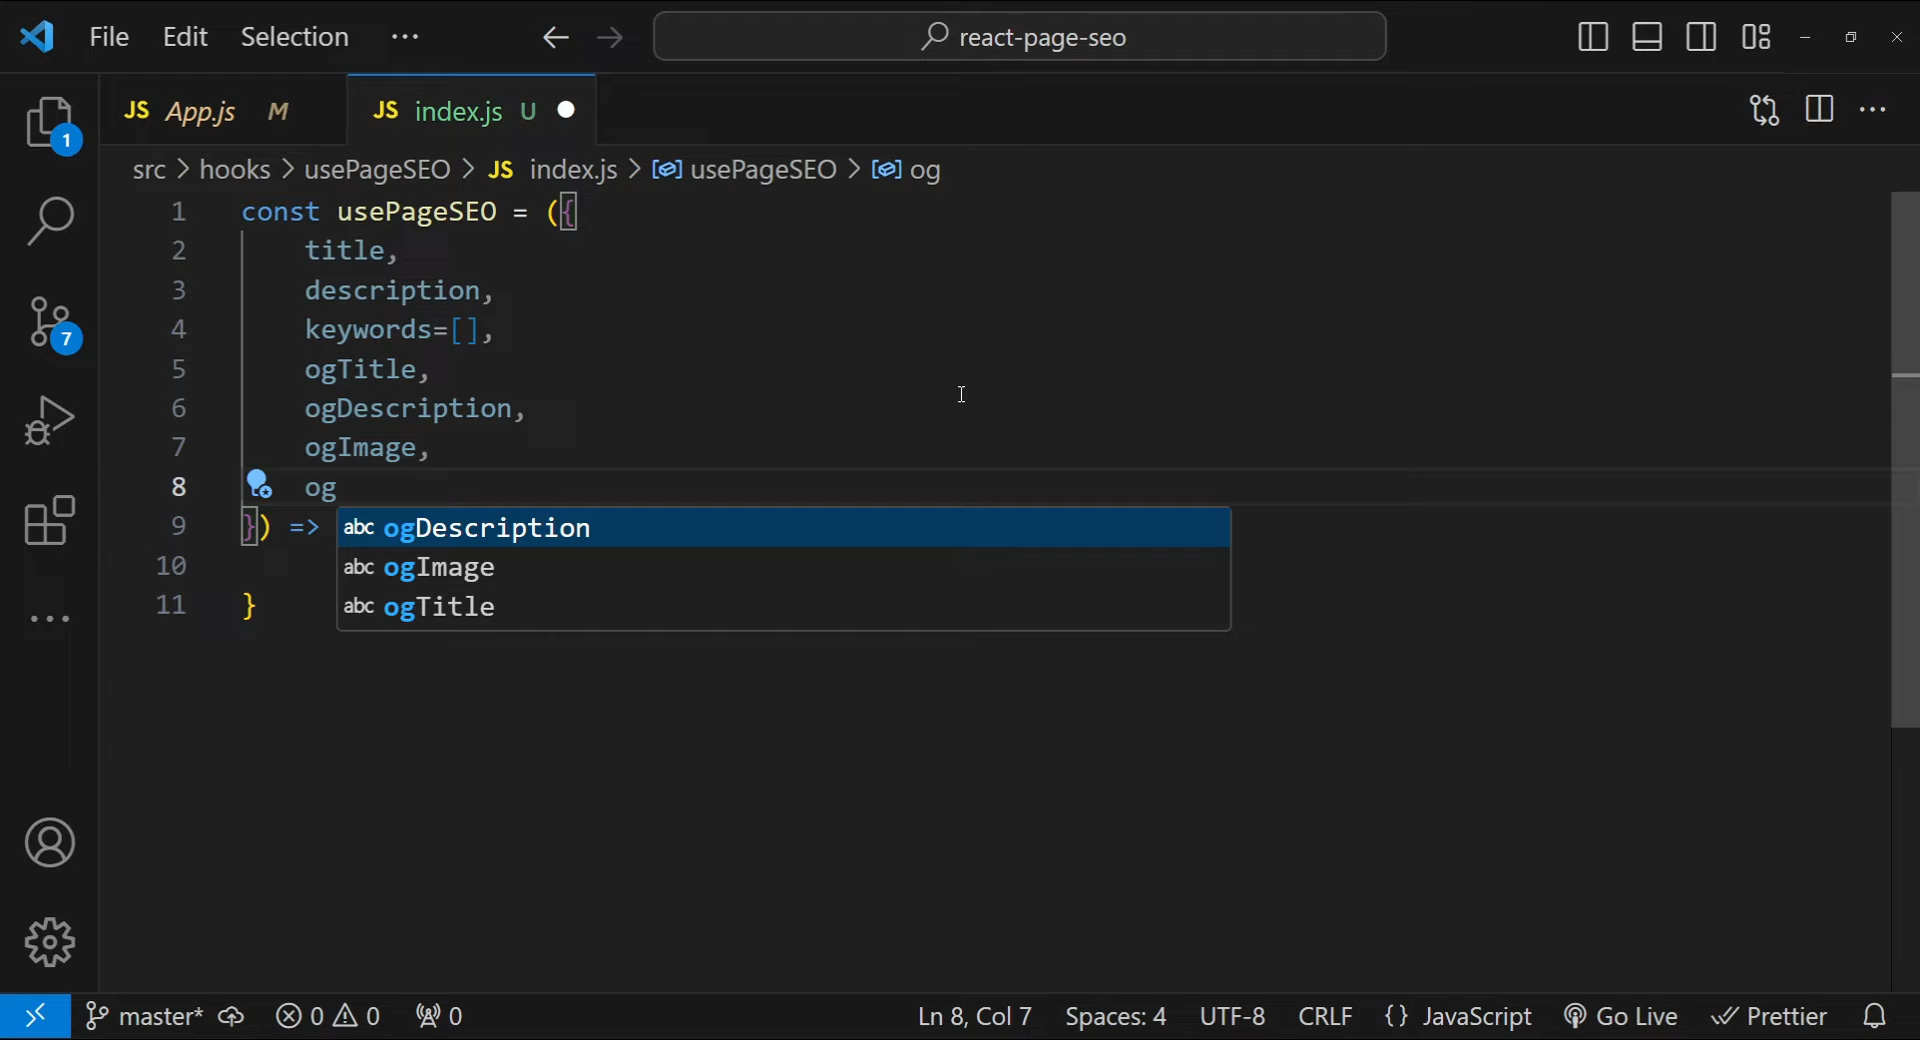 File Edit Selection ··· react-page-seo
JS App.js M JS index.js U
1
src > hooks > usePageSEO > JS index.js > usePageSEO > og
1 const usePageSEO = ({
2 title,
3 description,
4 keywords=[],
5 ogTitle,
6 ogDescription,
7 ogImage,
8 og
9 }) =>
abc ogDescription
10
abc ogImage
11 }
abc ogTitle
7
master* 0 0 0 Ln 8, Col 7 Spaces: 4 UTF-8 CRLF {} JavaScript Go Live Prettier